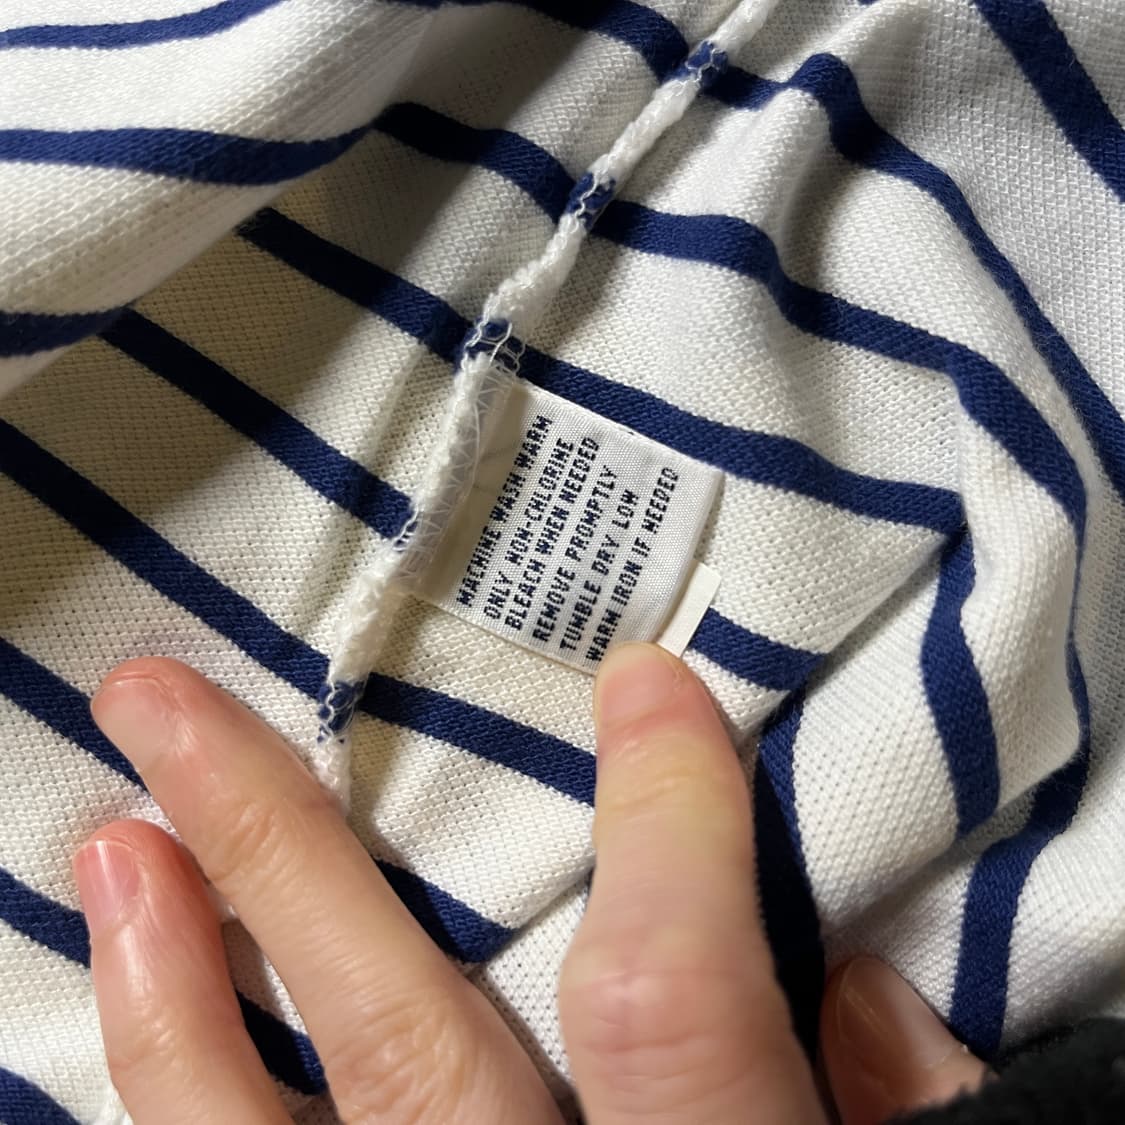 MACHINE WASH WARM
ONLY NON-CHLORINE
BLEACH WHEN NEEDED
REMOVE PROMPTLY
TUMBLE DRY LOW
WARM IRON IF NEEDED